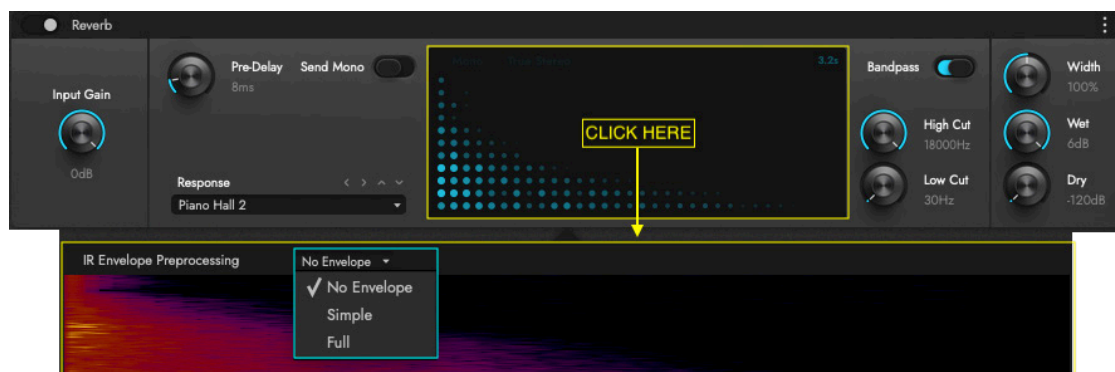 Reverb
Input Gain
0dB
Pre-Delay
8ms
Send Mono
Response
Piano Hall 2
True Stereo
3.2s
CLICK HERE
Bandpass
High Cut
18000Hz
Low Cut
30Hz
Width
100%
Wet
6dB
Dry
-120dB
IR Envelope Preprocessing
No Envelope
No Envelope
Simple
Full